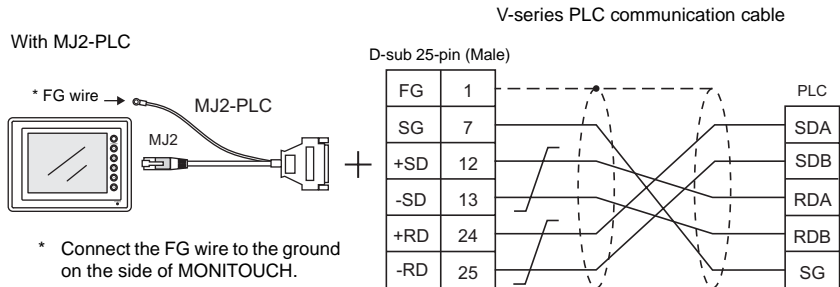 V-series PLC communication cable
With MJ2-PLC
D-sub 25-pin (Male)
* FG wire
MJ2-PLC
MJ2
+
FG 1
SG 7
+SD 12
-SD 13
+RD 24
-RD 25
PLC
SDA
SDB
RDA
RDB
SG
* Connect the FG wire to the ground
on the side of MONITOUCH.